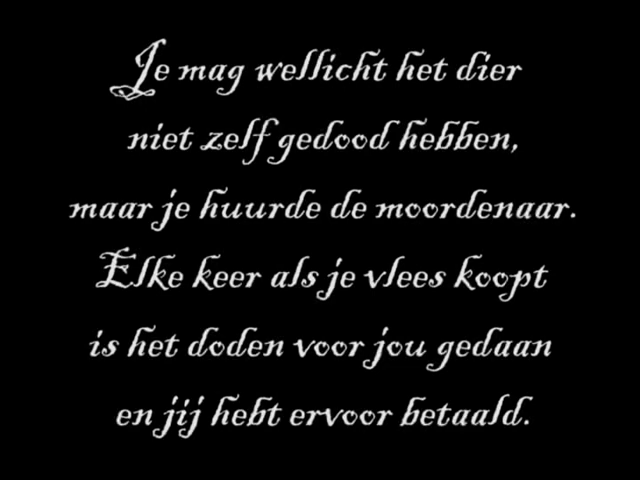 Je mag wellicht het dier
niet zelf gedood hebben,
maar je huurde de moordenaar.
Elke keer als je vlees koopt
is het doden voor jou gedaan
en jij hebt ervoor betaald.